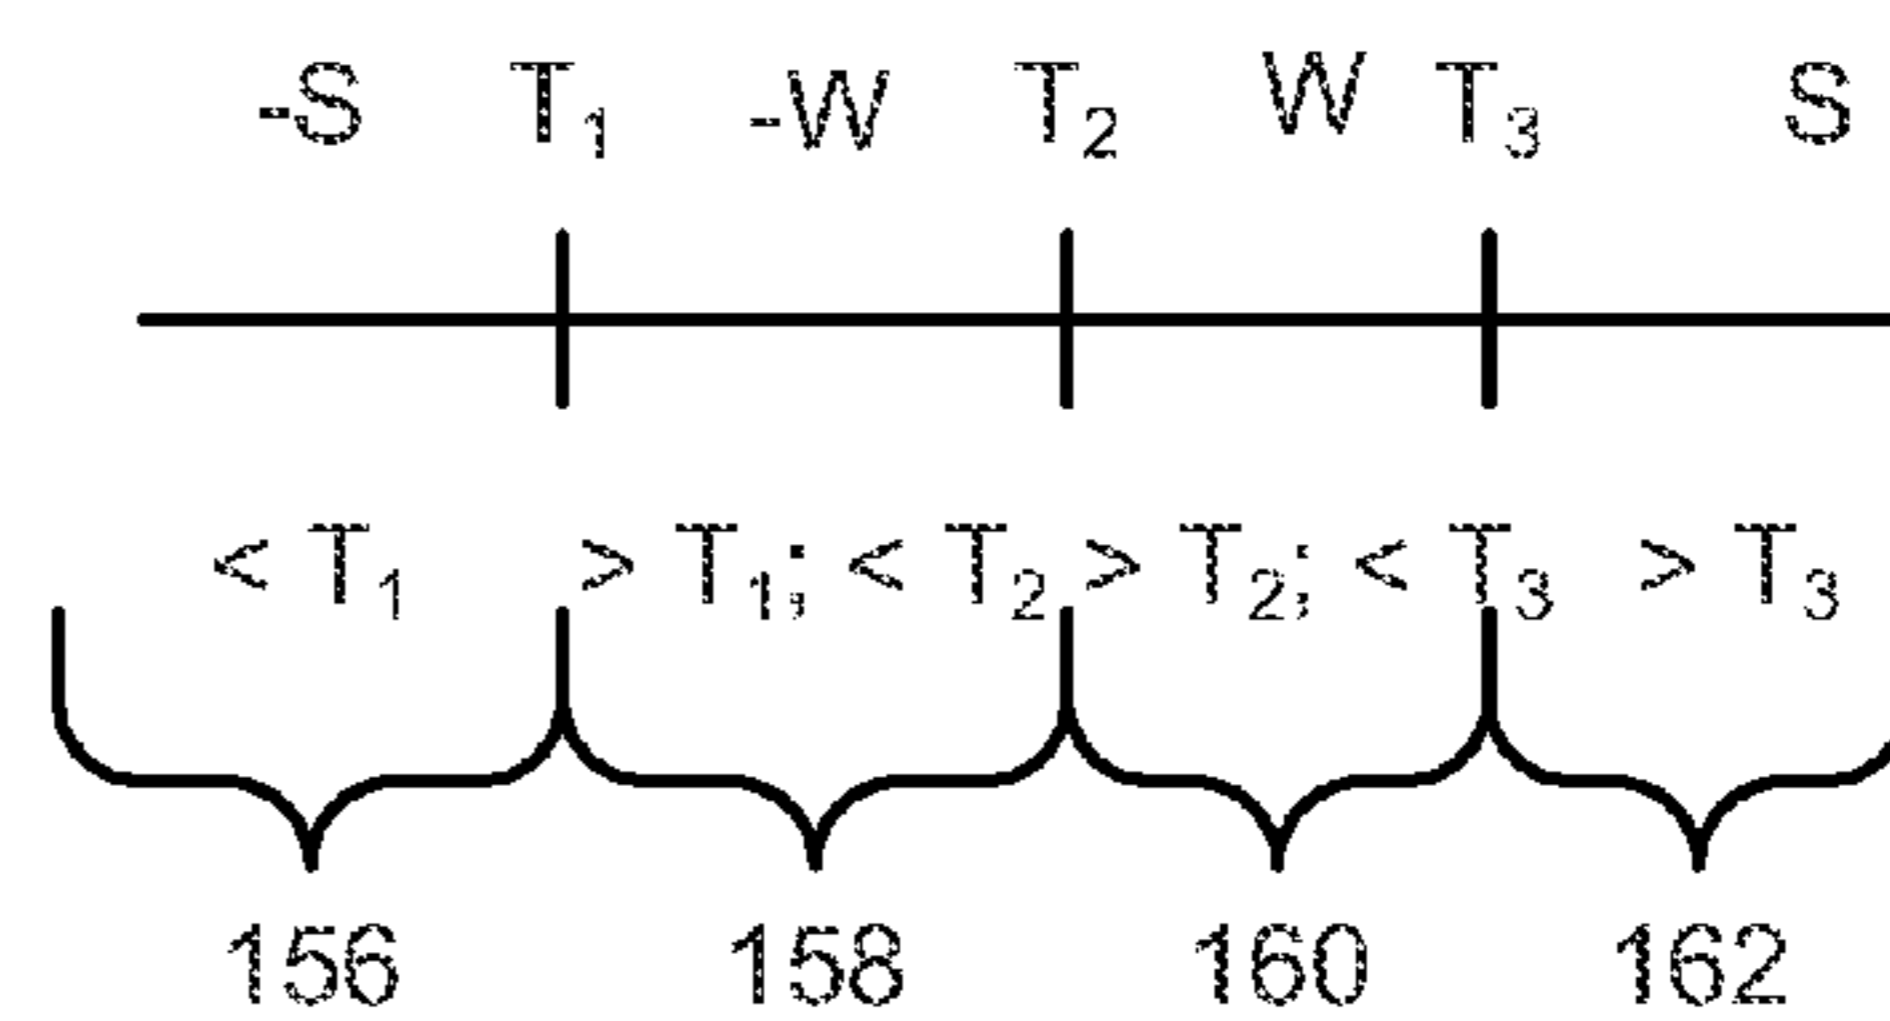 -S T₁ -W T₂ W T₃ S
< T₁ > T₁; < T₂ > T₂; < T₃ > T₃
156 158 160 162